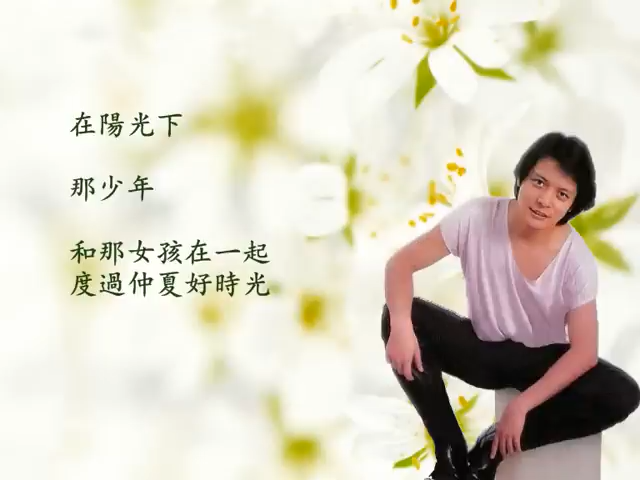 在陽光下
那少年
和那女孩在一起
度過仲夏好時光